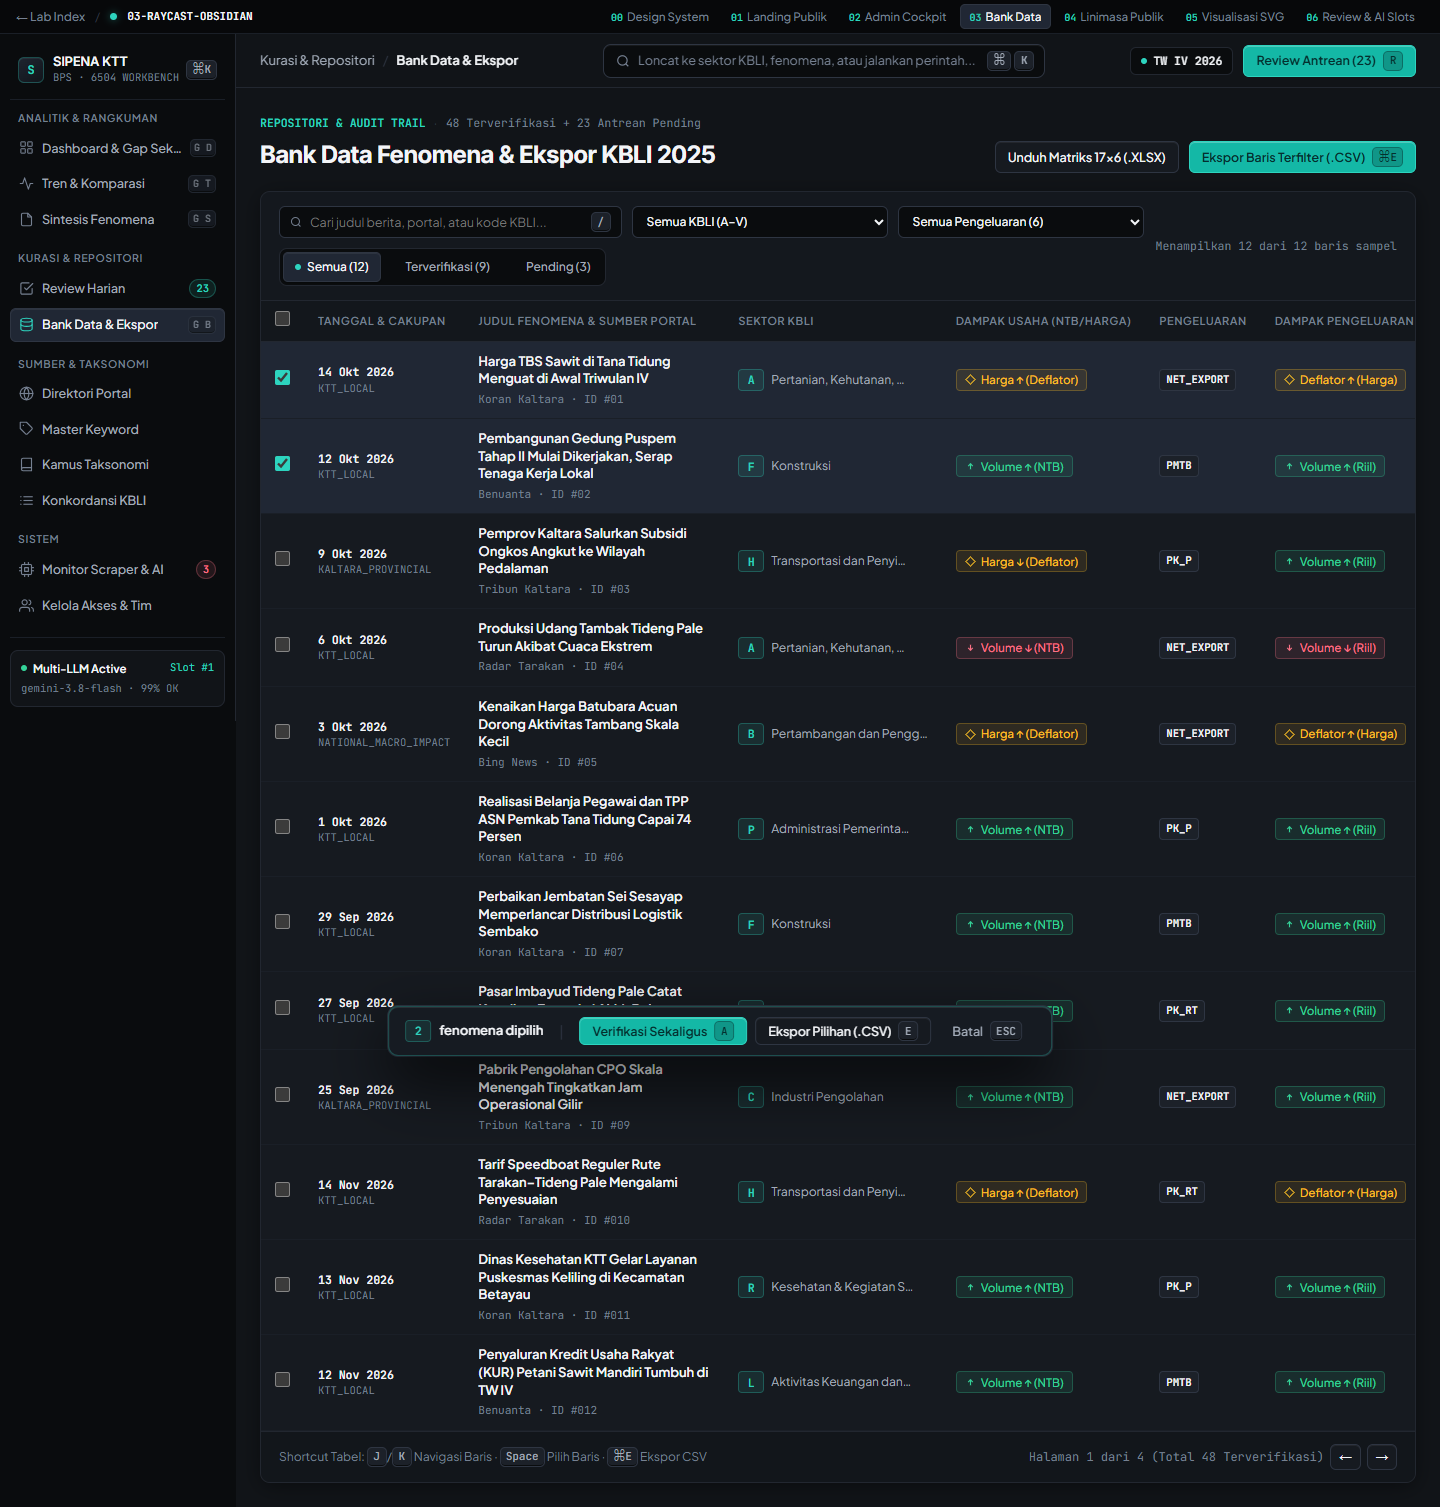 ← Lab Index / 03-RAYCAST-OBSIDIAN
00 Design System 01 Landing Publik 02 Admin Cockpit 03 Bank Data 04 Linimasa Publik 05 Visualisasi SVG 06 Review & AI Slots
S SIPENA KTT
BPS · 6504 WORKBENCH
⌘K
ANALITIK & RANGKUMAN
Dashboard & Gap Sek... G D
Tren & Komparasi G T
Sintesis Fenomena G S
KURASI & REPOSITORI
Review Harian 23
Bank Data & Ekspor G B
SUMBER & TAKSONOMI
Direktori Portal
Master Keyword
Kamus Taksonomi
Konkordansi KBLI
SISTEM
Monitor Scraper & AI 3
Kelola Akses & Tim
Multi-LLM Active Slot #1
gemini-3.8-flash · 99% OK
Kurasi & Repositori / Bank Data & Ekspor
Loncat ke sektor KBLI, fenomena, atau jalankan perintah... ⌘ K
TW IV 2026
Review Antrean (23) R
REPOSITORI & AUDIT TRAIL 48 Terverifikasi + 23 Antrean Pending
Bank Data Fenomena & Ekspor KBLI 2025
Unduh Matriks 17×6 (.XLSX)
Ekspor Baris Terfilter (.CSV) ⌘E
Cari judul berita, portal, atau kode KBLI... /
Semua KBLI (A–V)
Semua Pengeluaran (6)
Menampilkan 12 dari 12 baris sampel
Semua (12) Terverifikasi (9) Pending (3)
TANGGAL & CAKUPAN JUDUL FENOMENA & SUMBER PORTAL SEKTOR KBLI DAMPAK USAHA (NTB/HARGA) PENGELUARAN DAMPAK PENGELUARAN
14 Okt 2026
KTT_LOCAL
Harga TBS Sawit di Tana Tidung
Menguat di Awal Triwulan IV
Koran Kaltara · ID #01
A Pertanian, Kehutanan, ...
◇ Harga ↑ (Deflator)
NET_EXPORT
◇ Deflator ↑ (Harga)
12 Okt 2026
KTT_LOCAL
Pembangunan Gedung Puspem
Tahap II Mulai Dikerjakan, Serap
Tenaga Kerja Lokal
Benuanta · ID #02
F Konstruksi
↑ Volume ↑ (NTB)
PMTB
↑ Volume ↑ (Riil)
9 Okt 2026
KALTARA_PROVINCIAL
Pemprov Kaltara Salurkan Subsidi
Ongkos Angkut ke Wilayah
Pedalaman
Tribun Kaltara · ID #03
H Transportasi dan Penyi...
◇ Harga ↓ (Deflator)
PK_P
↑ Volume ↑ (Riil)
6 Okt 2026
KTT_LOCAL
Produksi Udang Tambak Tideng Pale
Turun Akibat Cuaca Ekstrem
Radar Tarakan · ID #04
A Pertanian, Kehutanan, ...
↓ Volume ↓ (NTB)
NET_EXPORT
↓ Volume ↓ (Riil)
3 Okt 2026
NATIONAL_MACRO_IMPACT
Kenaikan Harga Batubara Acuan
Dorong Aktivitas Tambang Skala
Kecil
Bing News · ID #05
B Pertambangan dan Pengg...
◇ Harga ↑ (Deflator)
NET_EXPORT
◇ Deflator ↑ (Harga)
1 Okt 2026
KTT_LOCAL
Realisasi Belanja Pegawai dan TPP
ASN Pemkab Tana Tidung Capai 74
Persen
Koran Kaltara · ID #06
P Administrasi Pemerinta...
↑ Volume ↑ (NTB)
PK_P
↑ Volume ↑ (Riil)
29 Sep 2026
KTT_LOCAL
Perbaikan Jembatan Sei Sesayap
Memperlancar Distribusi Logistik
Sembako
Koran Kaltara · ID #07
F Konstruksi
↑ Volume ↑ (NTB)
PMTB
↑ Volume ↑ (Riil)
27 Sep 2026
KTT_LOCAL
Pasar Imbayud Tideng Pale Catat
PK_RT
↑ Volume ↑ (Riil)
2 fenomena dipilih
Verifikasi Sekaligus A
Ekspor Pilihan (.CSV) E
Batal ESC
25 Sep 2026
KALTARA_PROVINCIAL
Pabrik Pengolahan CPO Skala
Menengah Tingkatkan Jam
Operasional Gilir
Tribun Kaltara · ID #09
C Industri Pengolahan
↑ Volume ↑ (NTB)
NET_EXPORT
↑ Volume ↑ (Riil)
14 Nov 2026
KTT_LOCAL
Tarif Speedboat Reguler Rute
Tarakan–Tideng Pale Mengalami
Penyesuaian
Radar Tarakan · ID #010
H Transportasi dan Penyi...
◇ Harga ↑ (Deflator)
PK_RT
◇ Deflator ↑ (Harga)
13 Nov 2026
KTT_LOCAL
Dinas Kesehatan KTT Gelar Layanan
Puskesmas Keliling di Kecamatan
Betayau
Koran Kaltara · ID #011
R Kesehatan & Kegiatan S...
↑ Volume ↑ (NTB)
PK_P
↑ Volume ↑ (Riil)
12 Nov 2026
KTT_LOCAL
Penyaluran Kredit Usaha Rakyat
(KUR) Petani Sawit Mandiri Tumbuh di
TW IV
Benuanta · ID #012
L Aktivitas Keuangan dan...
↑ Volume ↑ (NTB)
PMTB
↑ Volume ↑ (Riil)
Shortcut Tabel: J / K Navigasi Baris · Space Pilih Baris · ⌘E Ekspor CSV
Halaman 1 dari 4 (Total 48 Terverifikasi) ← →